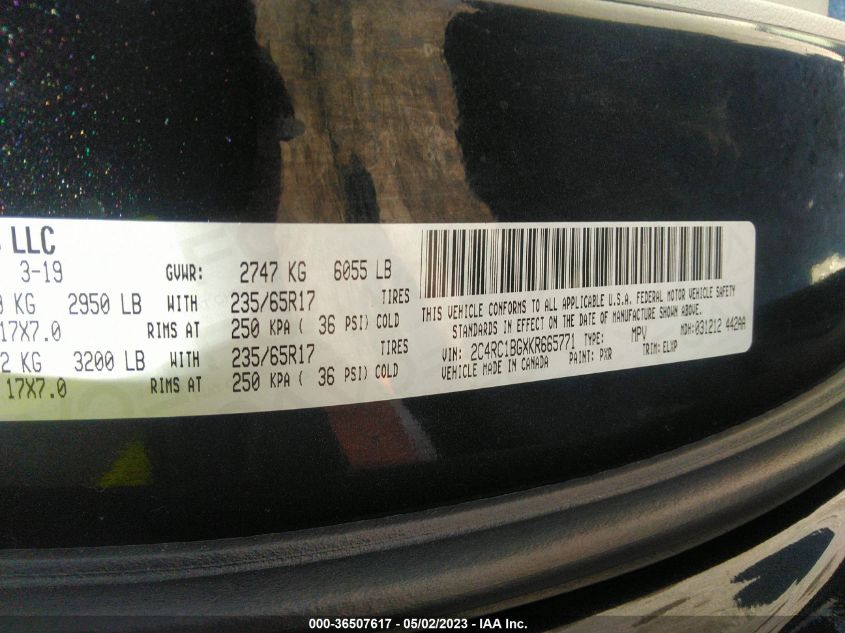 LLC
3-19 GVWR: 2747 KG 6055 LB
KG 2950 LB WITH 235/65R17 TIRES
17X7.0 RIMS AT 250 KPA ( 36 PSI) COLD
KG 3200 LB WITH 235/65R17 TIRES
17X7.0 RIMS AT 250 KPA ( 36 PSI) COLD
THIS VEHICLE CONFORMS TO ALL APPLICABLE U.S.A. FEDERAL MOTOR VEHICLE SAFETY
STANDARDS IN EFFECT ON THE DATE OF MANUFACTURE SHOWN ABOVE.
VIN: 2C4RC1BGXKR665771 TYPE: MPV MDH: 031212 442AA
VEHICLE MADE IN CANADA PAINT: PXR TRIM: ELXP
000-36507617 - 05/02/2023 - IAA Inc.